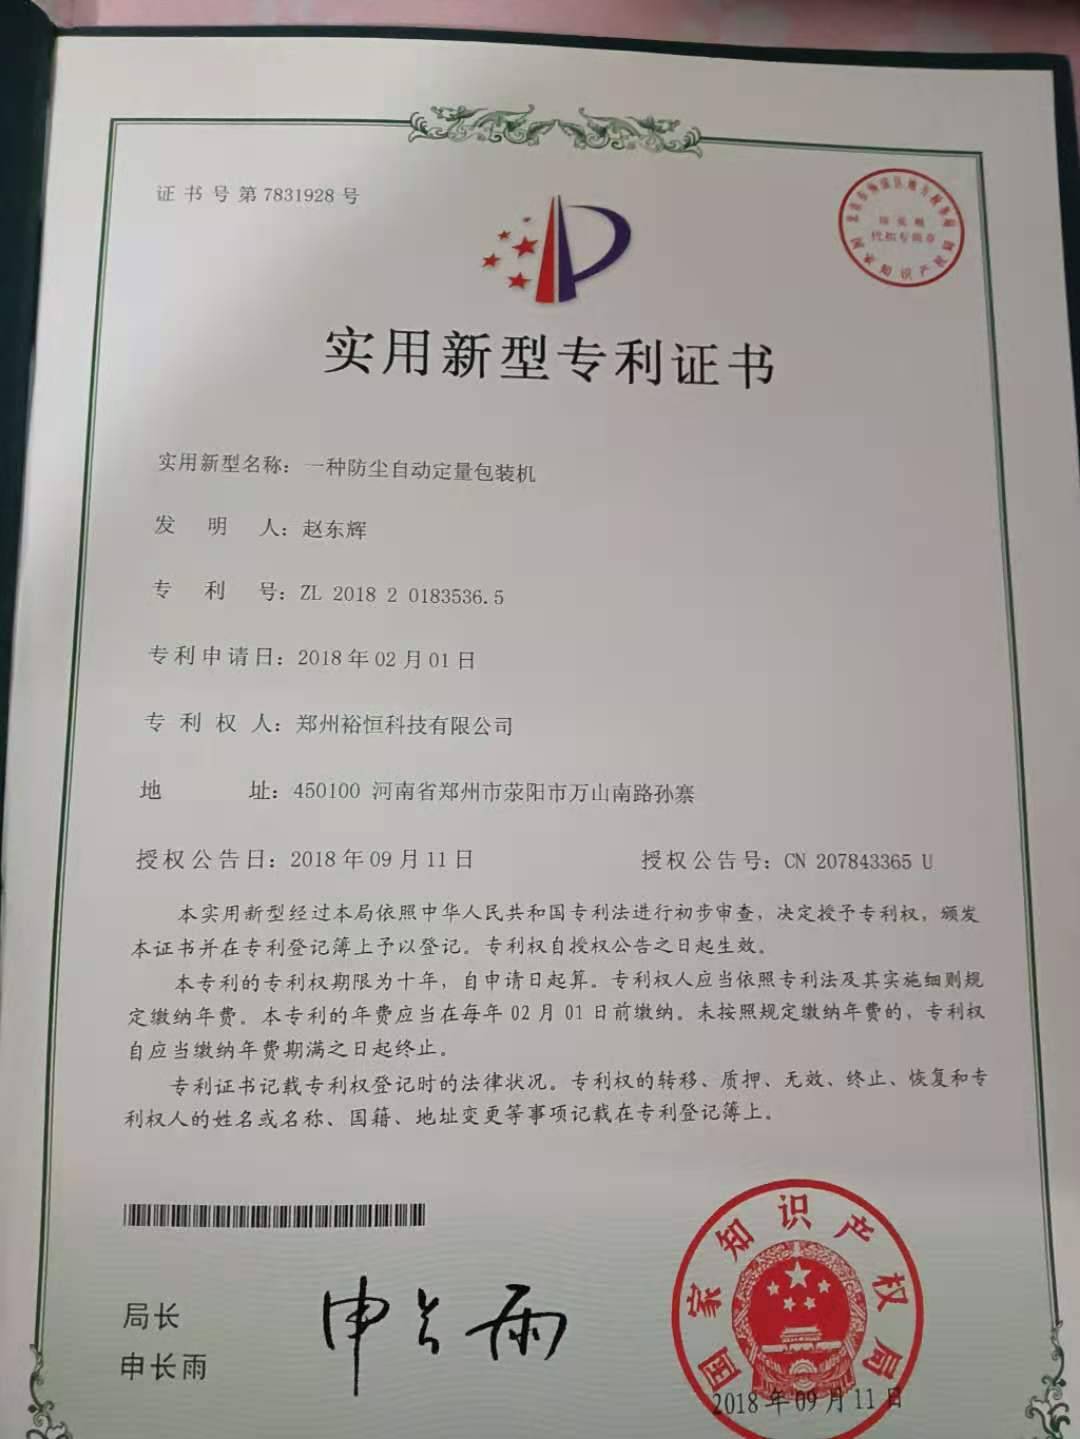 证书号第7831928号
实用新型专利证书
实用新型名称：一种防尘自动定量包装机
发明人：赵东辉
专利号：ZL 2018 2 0183536.5
专利申请日：2018年02月01日
专利权人：郑州裕恒科技有限公司
地址：450100 河南省郑州市荥阳市万山南路孙寨
授权公告日：2018年09月11日 授权公告号：CN 207843365 U
本实用新型经过本局依照中华人民共和国专利法进行初步审查，决定授予专利权，颁发
本证书并在专利登记簿上予以登记。专利权自授权公告之日起生效。
本专利的专利权期限为十年，自申请日起算。专利权人应当依照专利法及其实施细则规
定缴纳年费。本专利的年费应当在每年02月01日前缴纳。未按照规定缴纳年费的，专利权
自应当缴纳年费期满之日起终止。
专利证书记载专利权登记时的法律状况。专利权的转移、质押、无效、终止、恢复和专
利权人的姓名或名称、国籍、地址变更等事项记载在专利登记簿上。
局长
申长雨
申长雨
国家知识产权局
2018年09月11日